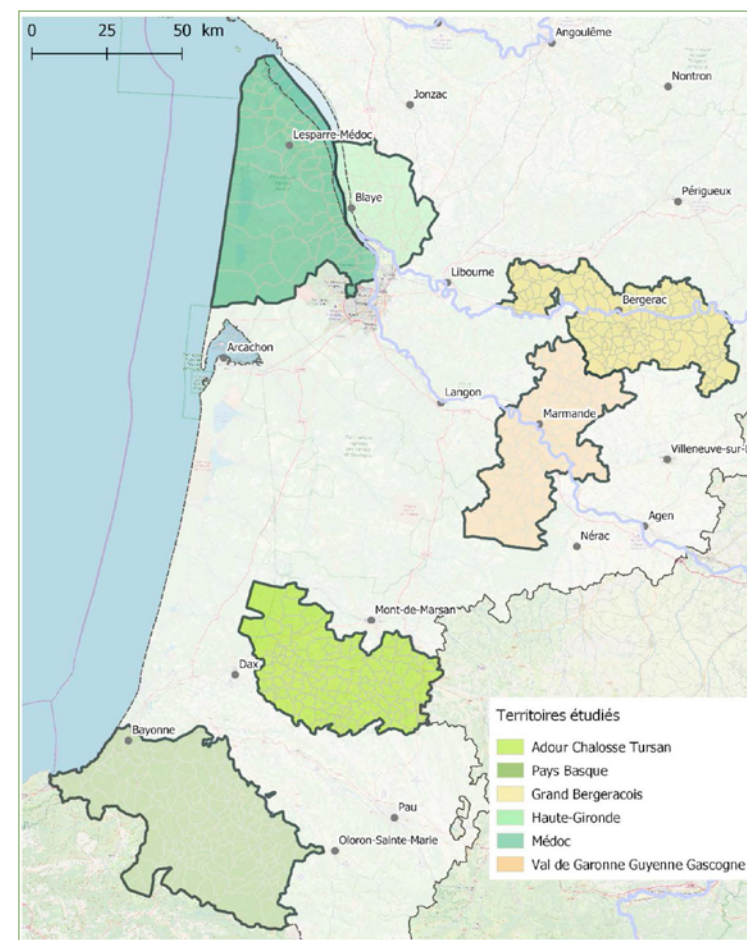 0 25 50 km
Angoulême
Nontron
Jonzac
Lesparre-Médoc
Périgueux
Blaye
Libourne
Bergerac
Arcachon
Langon
Marmande
Villeneuve-sur-L
Agen
Nérac
Mont-de-Marsan
Dax
Territoires étudiés
Adour Chalosse Tursan
Pays Basque
Grand Bergeracois
Haute-Gironde
Médoc
Val de Garonne Guyenne Gascogne
Bayonne
Pau
Oloron-Sainte-Marie